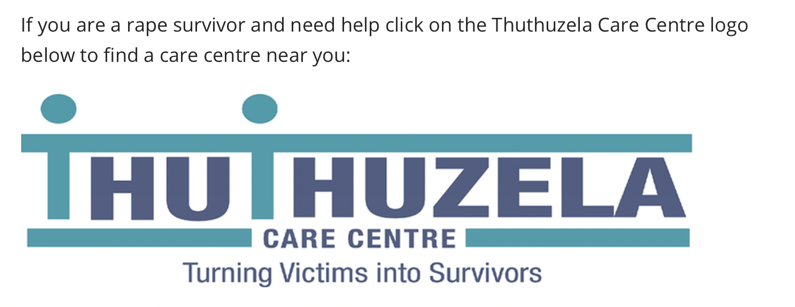 If you are a rape survivor and need help click on the Thuthuzela Care Centre logo
below to find a care centre near you:
THUTHUZELA
CARE CENTRE
Turning Victims into Survivors